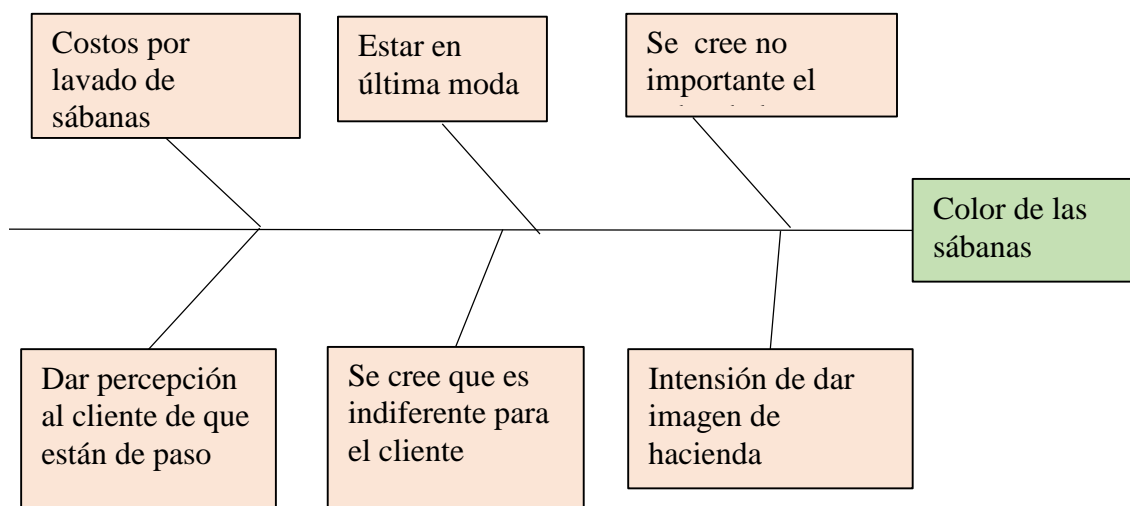 Costos por
lavado de
sábanas
Estar en
última moda
Se cree no
importante el
Color de las
sábanas
Dar percepción
al cliente de que
están de paso
Se cree que es
indiferente para
el cliente
Intensión de dar
imagen de
hacienda